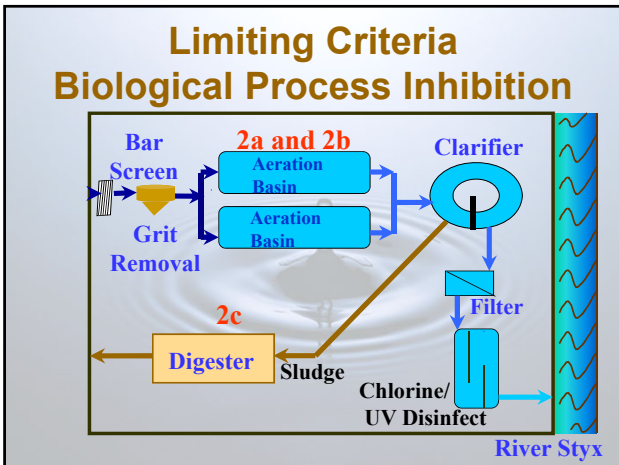 Limiting Criteria
Biological Process Inhibition
2a and 2b
Bar
Screen
Aeration
Basin
Clarifier
Aeration
Basin
Grit
Removal
Filter
2c
Digester
Sludge
Chlorine/
UV Disinfect
River Styx